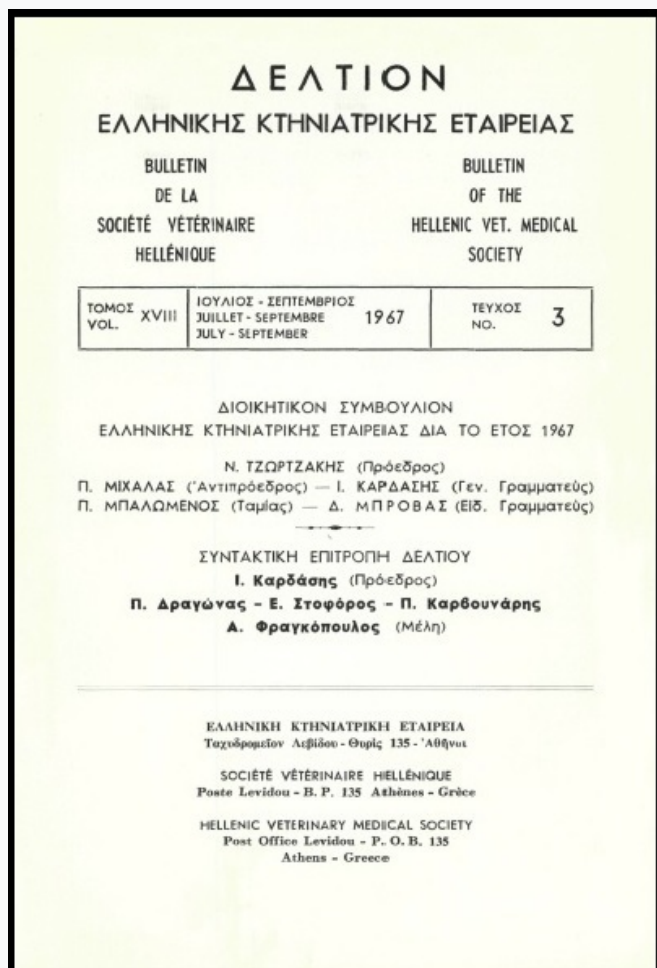 ΔΕΛΤΙΟΝ
ΕΛΛΗΝΙΚΗΣ ΚΤΗΝΙΑΤΡΙΚΗΣ ΕΤΑΙΡΕΙΑΣ
BULLETIN
DE LA
SOCIÉTÉ VÉTÉRINAIRE
HELLÉNIQUE
BULLETIN
OF THE
HELLENIC VET. MEDICAL
SOCIETY
ΤΟΜΟΣ
VOL.
XVIII
ΙΟΥΛΙΟΣ - ΣΕΠΤΕΜΒΡΙΟΣ
JUILLET - SEPTEMBRE
JULY - SEPTEMBER
1967
ΤΕΥΧΟΣ
NO.
3
ΔΙΟΙΚΗΤΙΚΟΝ ΣΥΜΒΟΥΛΙΟΝ
ΕΛΛΗΝΙΚΗΣ ΚΤΗΝΙΑΤΡΙΚΗΣ ΕΤΑΙΡΕΙΑΣ ΔΙΑ ΤΟ ΕΤΟΣ 1967
Ν. ΤΖΩΡΤΖΑΚΗΣ (Πρόεδρος)
Π. ΜΙΧΑΛΑΣ (Ἀντιπρόεδρος) — Ι. ΚΑΡΔΑΣΗΣ (Γεν. Γραμματεὺς)
Π. ΜΠΑΛΩΜΕΝΟΣ (Ταμίας) — Δ. ΜΠΡΟΒΑΣ (Εἰδ. Γραμματεὺς)
ΣΥΝΤΑΚΤΙΚΗ ΕΠΙΤΡΟΠΗ ΔΕΛΤΙΟΥ
Ι. Καρδάσης (Πρόεδρος)
Π. Δραγώνας - Ε. Στοφόρος - Π. Καρβουνάρης
Α. Φραγκόπουλος (Μέλη)
ΕΛΛΗΝΙΚΗ ΚΤΗΝΙΑΤΡΙΚΗ ΕΤΑΙΡΕΙΑ
Ταχυδρομεῖον Λεβίδου - Θυρὶς 135 - Ἀθῆναι
SOCIÉTÉ VÉTÉRINAIRE HELLÉNIQUE
Poste Levidou - B. P. 135 Athènes - Grèce
HELLENIC VETERINARY MEDICAL SOCIETY
Post Office Levidou - P. O. B. 135
Athens - Greece